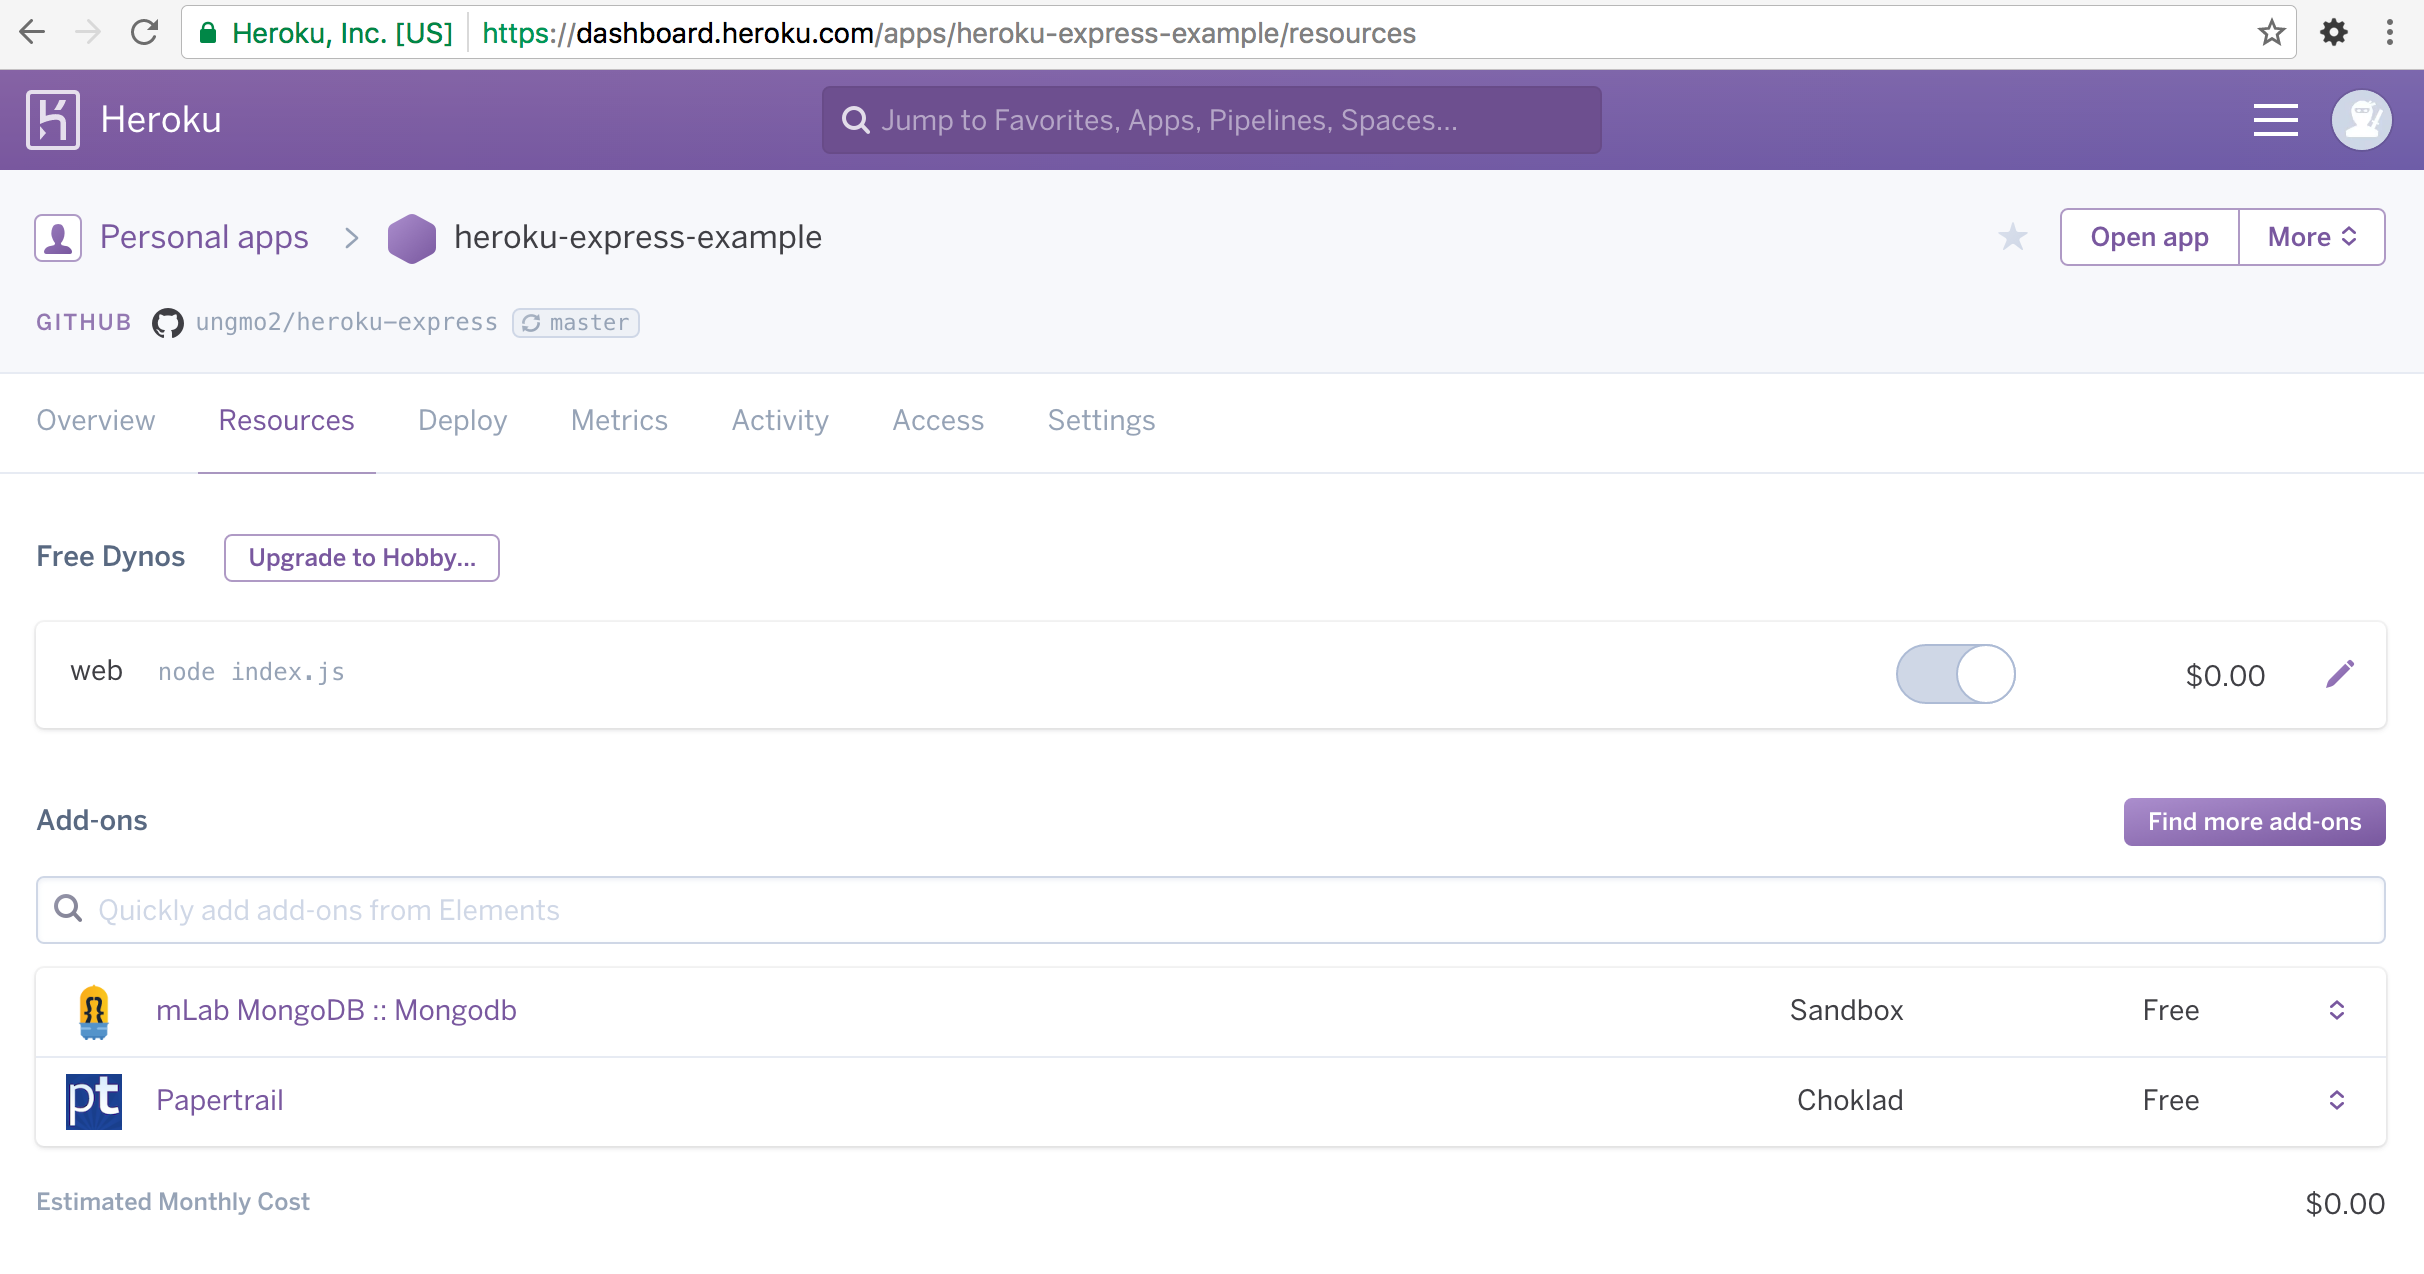 Heroku, Inc. [US] https://dashboard.heroku.com/apps/heroku-express-example/resources
Heroku Jump to Favorites, Apps, Pipelines, Spaces...
Personal apps > heroku-express-example Open app More
GITHUB ungmo2/heroku-express master
Overview Resources Deploy Metrics Activity Access Settings
Free Dynos Upgrade to Hobby...
web node index.js $0.00
Add-ons Find more add-ons
Quickly add add-ons from Elements
mLab MongoDB :: Mongodb Sandbox Free
pt Papertrail Choklad Free
Estimated Monthly Cost $0.00